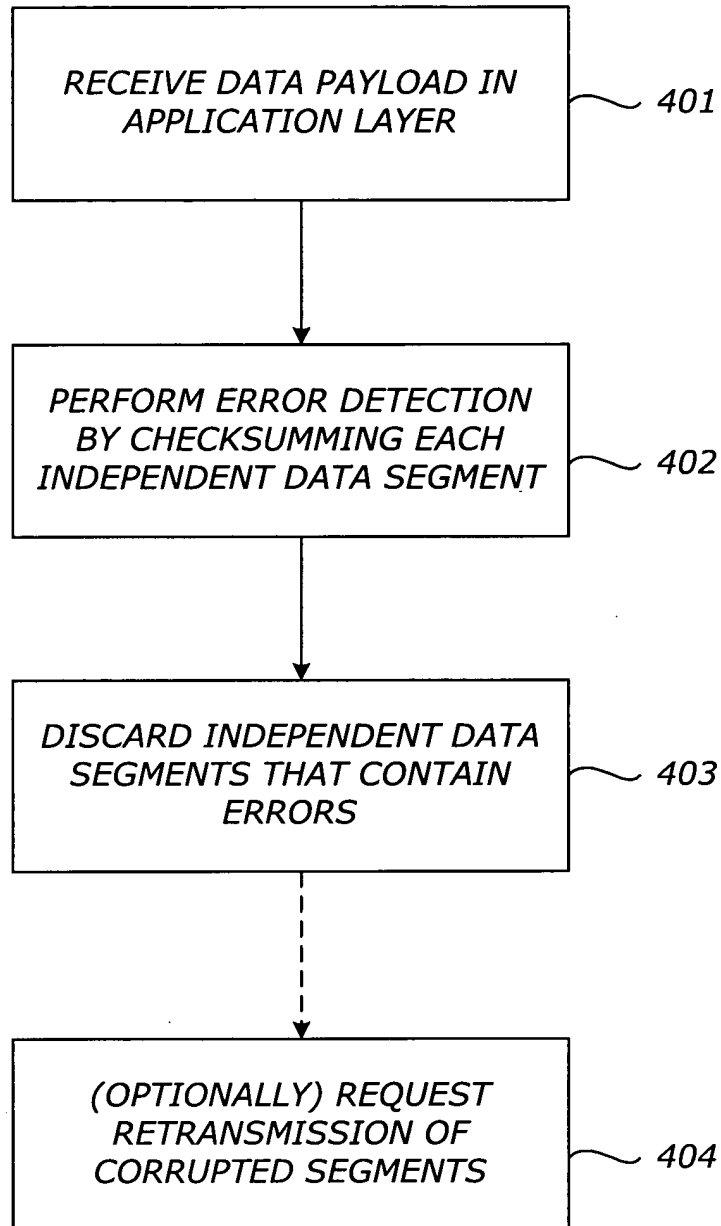 RECEIVE DATA PAYLOAD IN
APPLICATION LAYER
401
PERFORM ERROR DETECTION
BY CHECKSUMMING EACH
INDEPENDENT DATA SEGMENT
402
DISCARD INDEPENDENT DATA
SEGMENTS THAT CONTAIN
ERRORS
403
(OPTIONALLY) REQUEST
RETRANSMISSION OF
CORRUPTED SEGMENTS
404